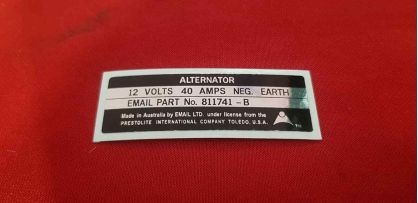 ALTERNATOR
12 VOLTS 40 AMPS NEG. EARTH
EMAIL PART No. 811741-B
Made in Australia by EMAIL LTD. under license from the
PRESTOLITE INTERNATIONAL COMPANY TOLEDO, U.S.A.